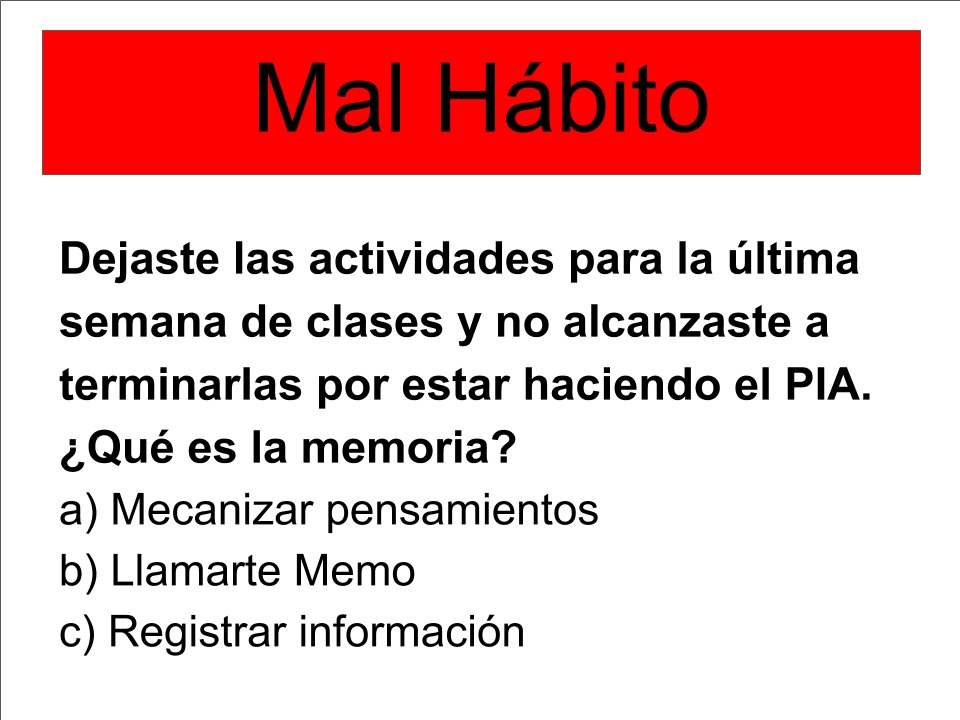 Mal Hábito
Dejaste las actividades para la última
semana de clases y no alcanzaste a
terminarlas por estar haciendo el PIA.
¿Qué es la memoria?
a) Mecanizar pensamientos
b) Llamarte Memo
c) Registrar información